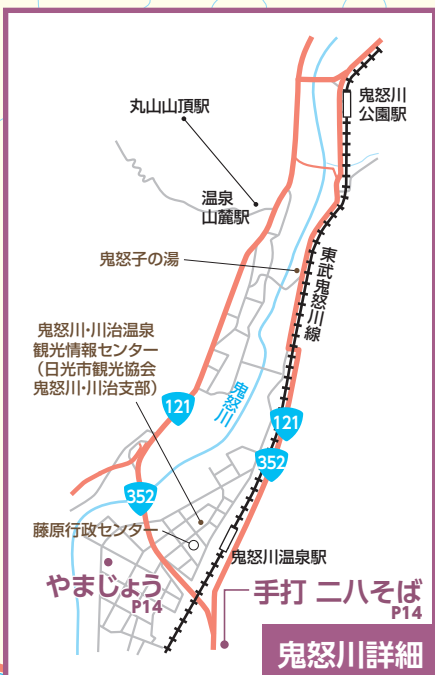 丸山山頂駅
鬼怒川
公園駅
温泉
山麓駅
鬼怒子の湯
東武鬼怒川線
鬼怒川・川治温泉
観光情報センター
（日光市観光協会
鬼怒川・川治支部）
鬼怒川
121
121
352
352
藤原行政センター
鬼怒川温泉駅
やまじょう
P14
手打 二八そば
P14
鬼怒川詳細